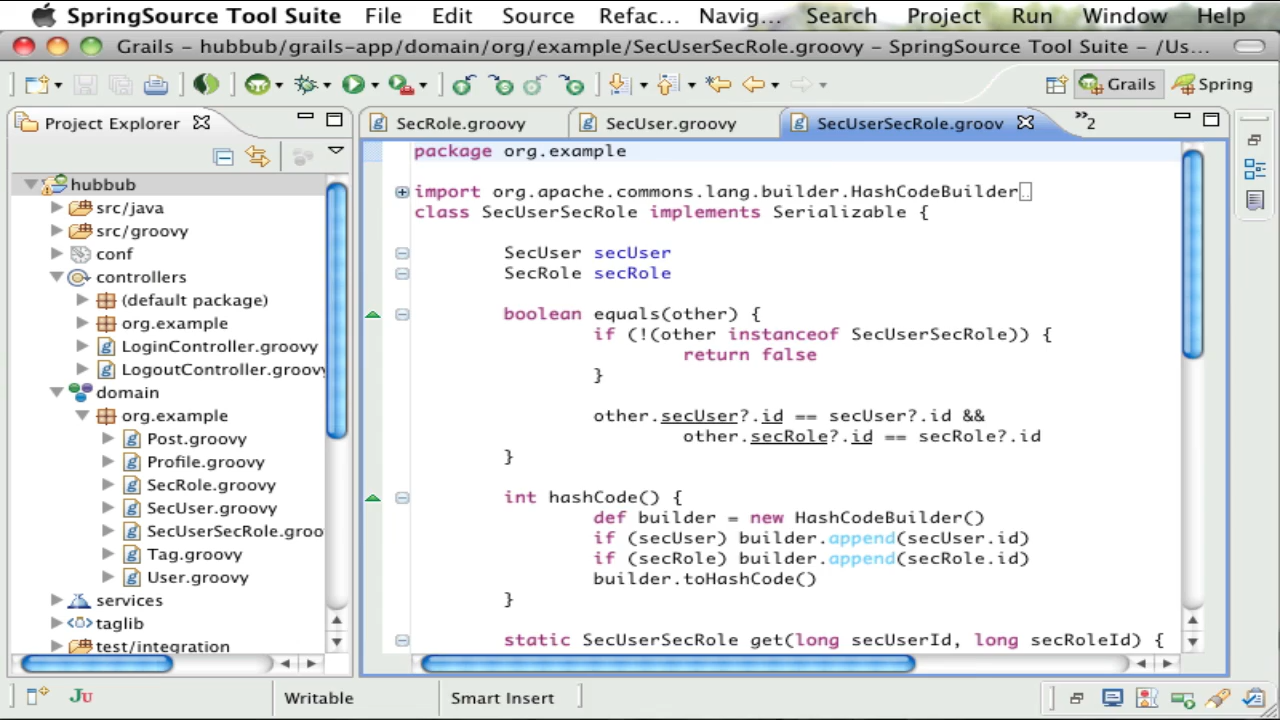 SpringSource Tool Suite File Edit Source Refac... Navig... Search Project Run Window Help
Grails – hubbub/grails-app/domain/org/example/SecUserSecRole.groovy – SpringSource Tool Suite – /Us...
Grails Spring
Project Explorer
SecRole.groovy SecUser.groovy SecUserSecRole.groov »2
hubbub
src/java
src/groovy
conf
controllers
(default package)
org.example
LoginController.groovy
LogoutController.groovy
domain
org.example
Post.groovy
Profile.groovy
SecRole.groovy
SecUser.groovy
SecUserSecRole.groo
Tag.groovy
User.groovy
services
taglib
test/integration
package org.example
import org.apache.commons.lang.builder.HashCodeBuilder
class SecUserSecRole implements Serializable {
SecUser secUser
SecRole secRole
boolean equals(other) {
if (!(other instanceof SecUserSecRole)) {
return false
}
other.secUser?.id == secUser?.id &&
other.secRole?.id == secRole?.id
}
int hashCode() {
def builder = new HashCodeBuilder()
if (secUser) builder.append(secUser.id)
if (secRole) builder.append(secRole.id)
builder.toHashCode()
}
static SecUserSecRole get(long secUserId, long secRoleId) {
Ju Writable Smart Insert